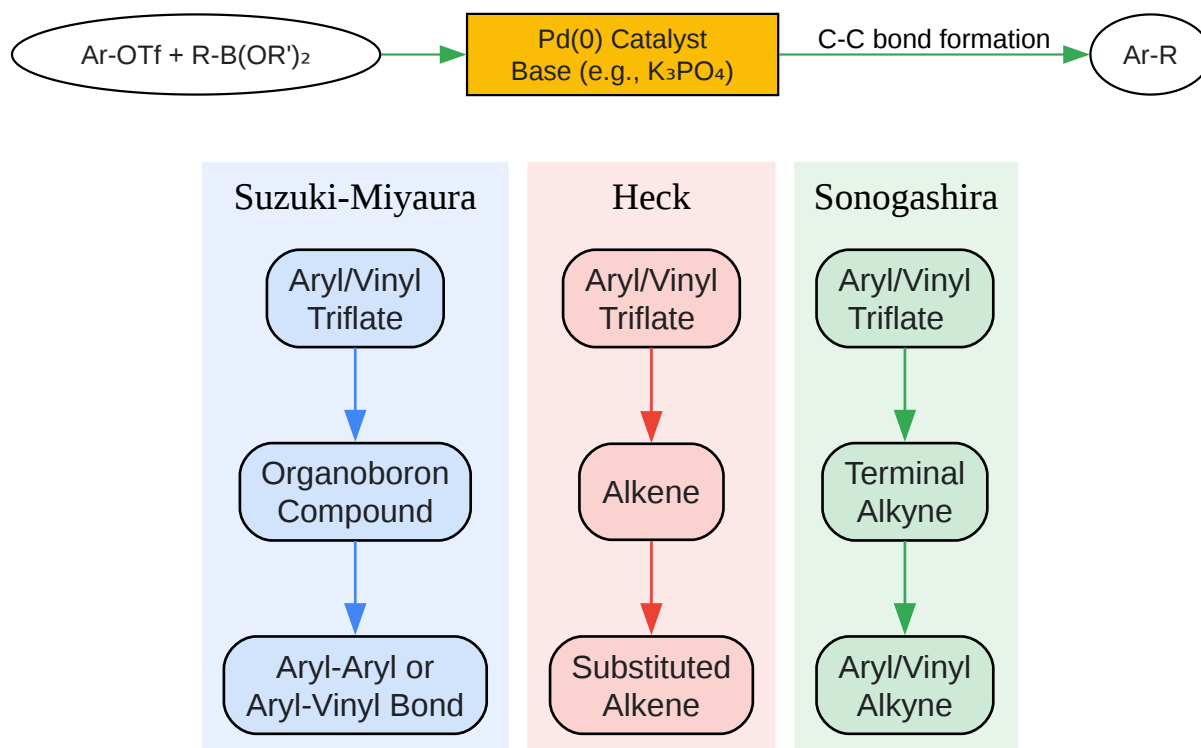 Ar-OTf + R-B(OR')₂
Pd(0) Catalyst
Base (e.g., K₃PO₄)
C-C bond formation
Ar-R
Suzuki-Miyaura
Aryl/Vinyl
Triflate
Organoboron
Compound
Aryl-Aryl or
Aryl-Vinyl Bond
Heck
Aryl/Vinyl
Triflate
Alkene
Substituted
Alkene
Sonogashira
Aryl/Vinyl
Triflate
Terminal
Alkyne
Aryl/Vinyl
Alkyne